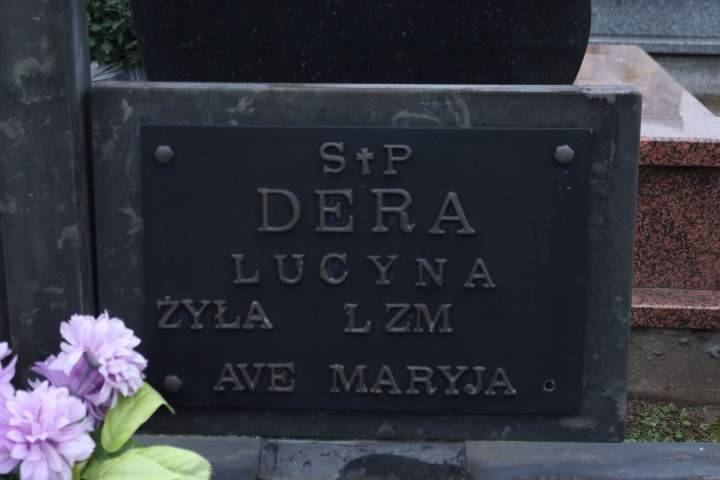 S✝P
DERA
LUCYNA
ŻYŁA L ZM
AVE MARYJA